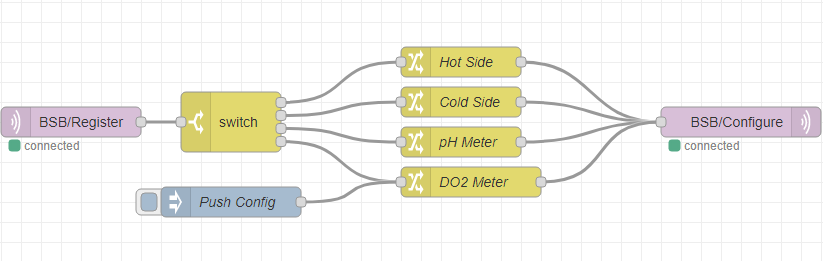 Hot Side
Cold Side
BSB/Register
switch
BSB/Configure
pH Meter
connected
connected
DO2 Meter
Push Config